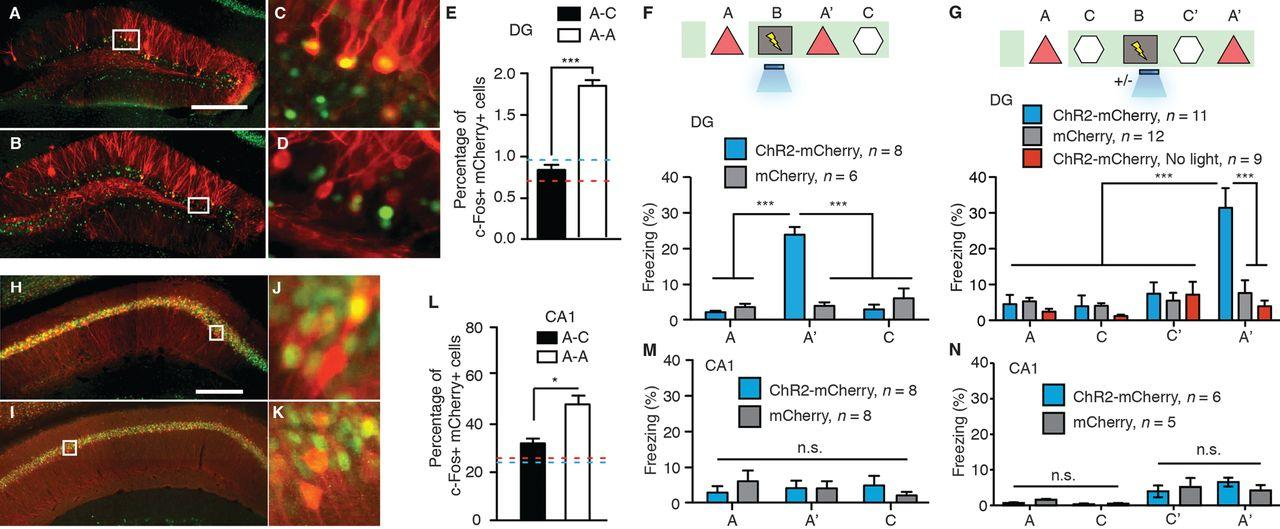 A
B
C
D
E
DG
A-C
A-A
***
2.0
1.5
1.0
0.5
0.0
Percentage of
c-Fos+ mCherry+ cells
F
A
B
A’
C
DG
ChR2-mCherry, n = 8
mCherry, n = 6
40
30
20
10
0
Freezing (%)
***
***
A
A’
C
G
A
C
B
C’
A’
+/-
DG
ChR2-mCherry, n = 11
mCherry, n = 12
ChR2-mCherry, No light, n = 9
40
30
20
10
0
Freezing (%)
***
***
A
C
C’
A’
H
I
J
K
L
CA1
A-C
A-A
*
80
60
40
20
0
Percentage of
c-Fos+ mCherry+ cells
M
CA1
ChR2-mCherry, n = 8
mCherry, n = 8
40
30
20
10
0
Freezing (%)
n.s.
A
A’
C
N
CA1
ChR2-mCherry, n = 6
mCherry, n = 5
40
30
20
10
0
Freezing (%)
n.s.
n.s.
A
C
C’
A’